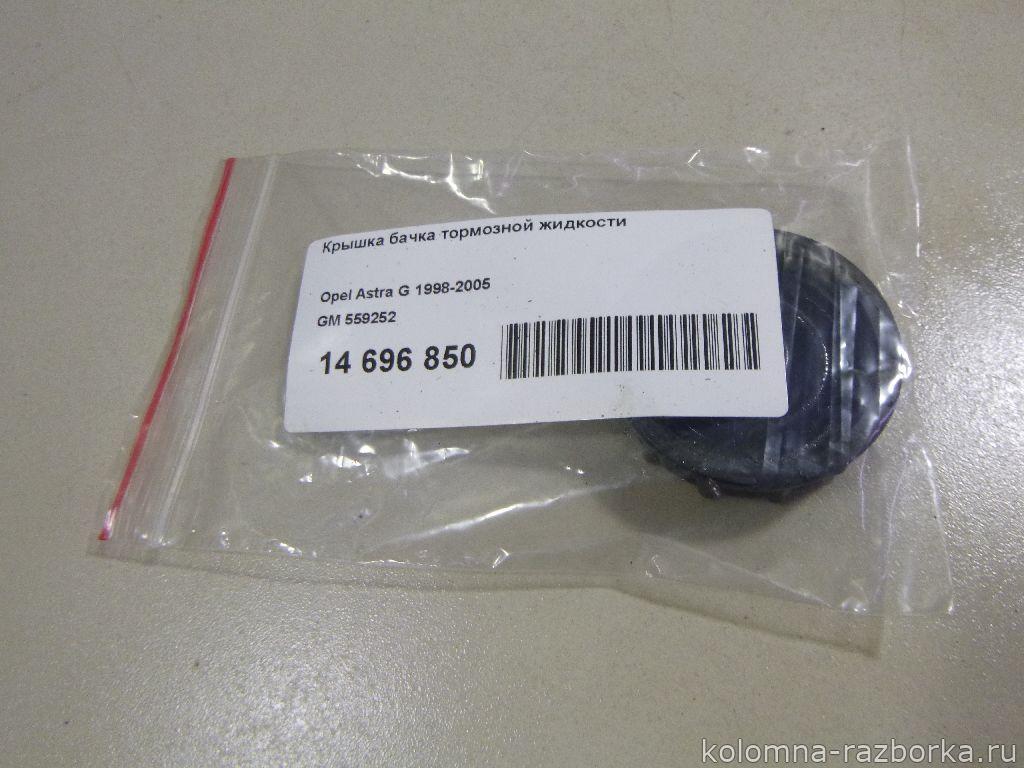 Крышка бачка тормозной жидкости
Opel Astra G 1998-2005
GM 559252
14 696 850
kolomna-razborka.ru